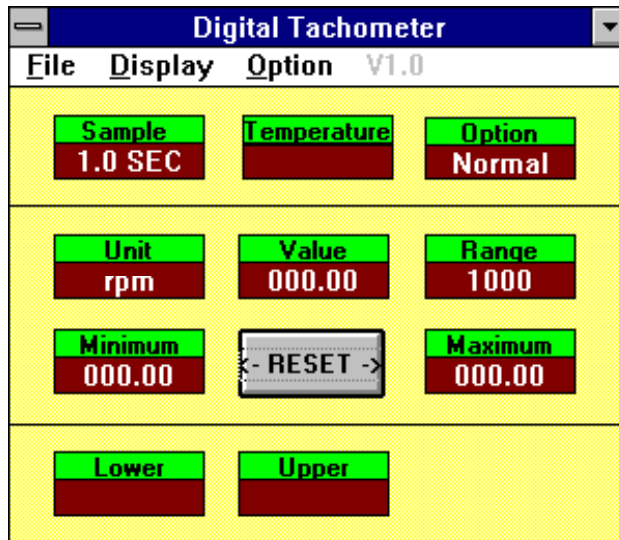 Digital Tachometer
File Display Option V1.0
Sample Temperature Option
1.0 SEC Normal
Unit Value Range
rpm 000.00 1000
Minimum <- RESET -> Maximum
000.00 000.00
Lower Upper